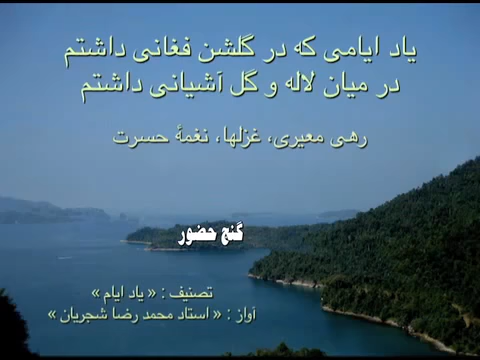 یاد ایامی که در گلشن فغانی داشتم
در میان لاله و گل آشیانی داشتم
رهی معیری، غزلها، نغمهٔ حسرت
گنج حضور
تصنیف : « یاد ایام »
آواز : « استاد محمد رضا شجریان »